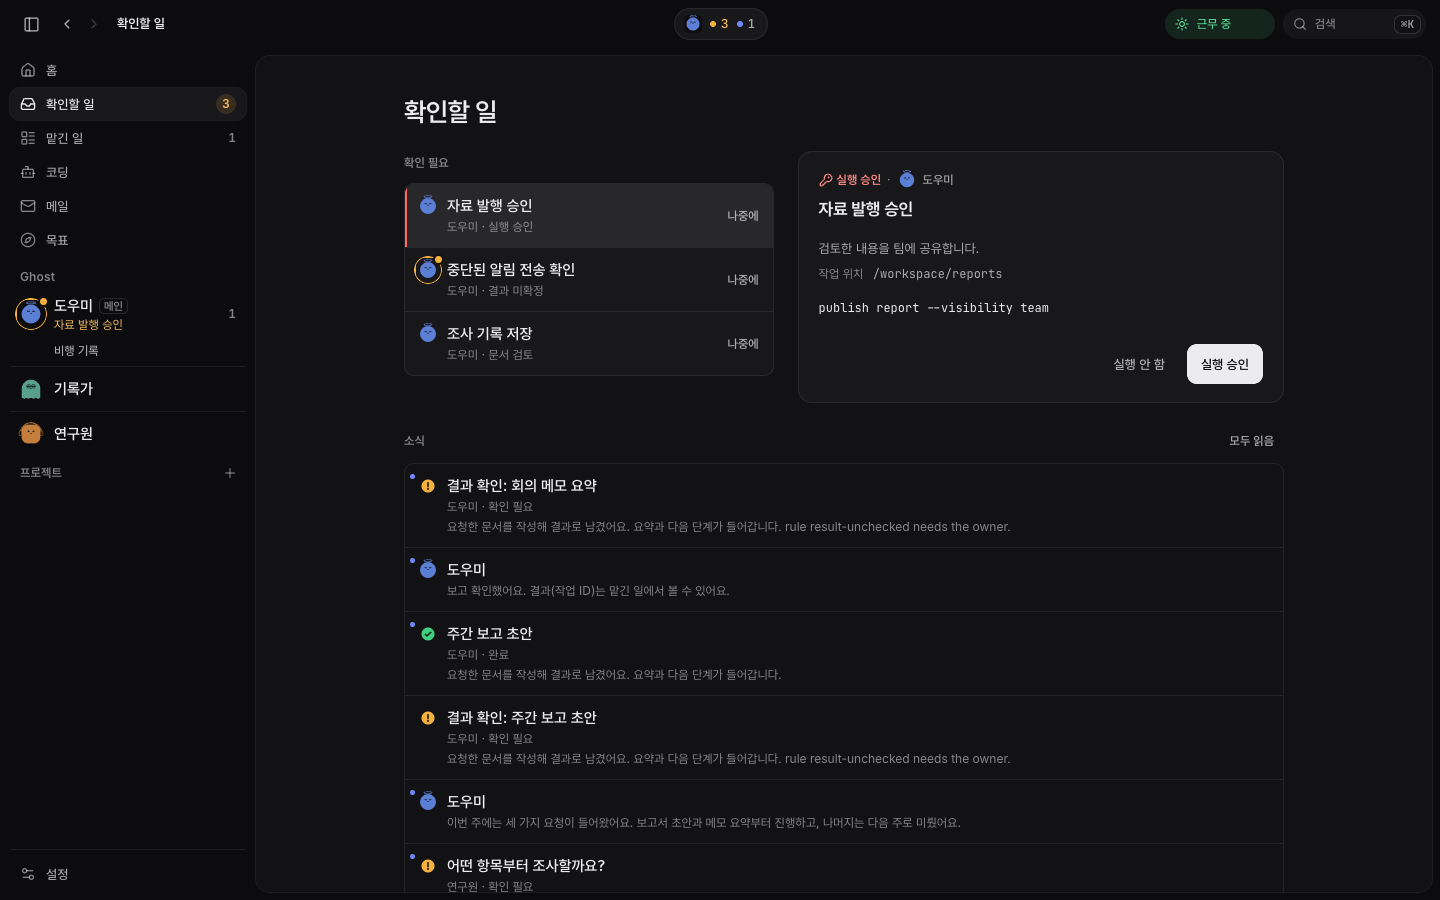 확인할 일
3
1
근무 중
검색
⌘K
홈
확인할 일
3
맡긴 일
1
코딩
메일
목표
Ghost
도우미 메인
자료 발행 승인
1
비행 기록
기록가
연구원
프로젝트
설정
확인할 일
확인 필요
자료 발행 승인
도우미 · 실행 승인
나중에
중단된 알림 전송 확인
도우미 · 결과 미확정
나중에
조사 기록 저장
도우미 · 문서 검토
나중에
실행 승인 · 도우미
자료 발행 승인
검토한 내용을 팀에 공유합니다.
작업 위치 /workspace/reports
publish report --visibility team
실행 안 함
실행 승인
소식
모두 읽음
결과 확인: 회의 메모 요약
도우미 · 확인 필요
요청한 문서를 작성해 결과로 남겼어요. 요약과 다음 단계가 들어갑니다. rule result-unchecked needs the owner.
도우미
보고 확인했어요. 결과(작업 ID)는 맡긴 일에서 볼 수 있어요.
주간 보고 초안
도우미 · 완료
요청한 문서를 작성해 결과로 남겼어요. 요약과 다음 단계가 들어갑니다.
결과 확인: 주간 보고 초안
도우미 · 확인 필요
요청한 문서를 작성해 결과로 남겼어요. 요약과 다음 단계가 들어갑니다. rule result-unchecked needs the owner.
도우미
이번 주에는 세 가지 요청이 들어왔어요. 보고서 초안과 메모 요약부터 진행하고, 나머지는 다음 주로 미뤘어요.
어떤 항목부터 조사할까요?
연구원 · 확인 필요